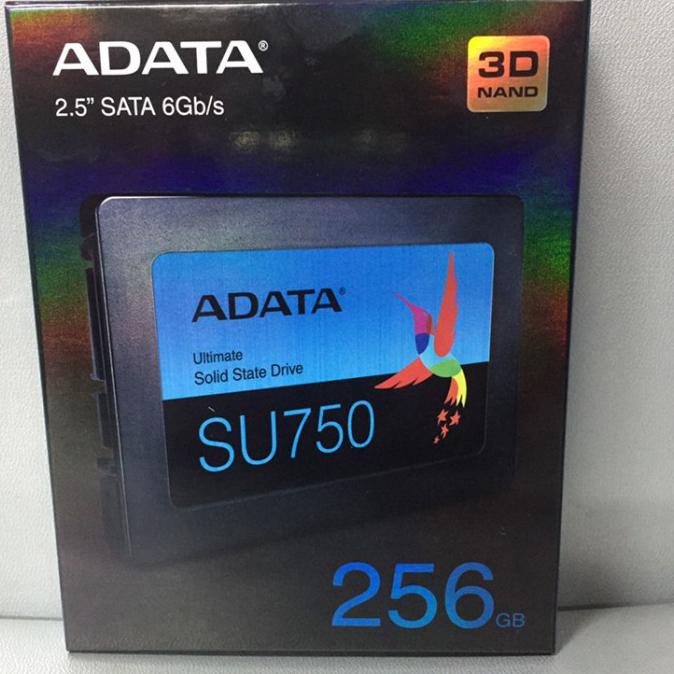 ADATA®
2.5” SATA 6Gb/s
3D
NAND
ADATA®
Ultimate
Solid State Drive
SU750
256GB